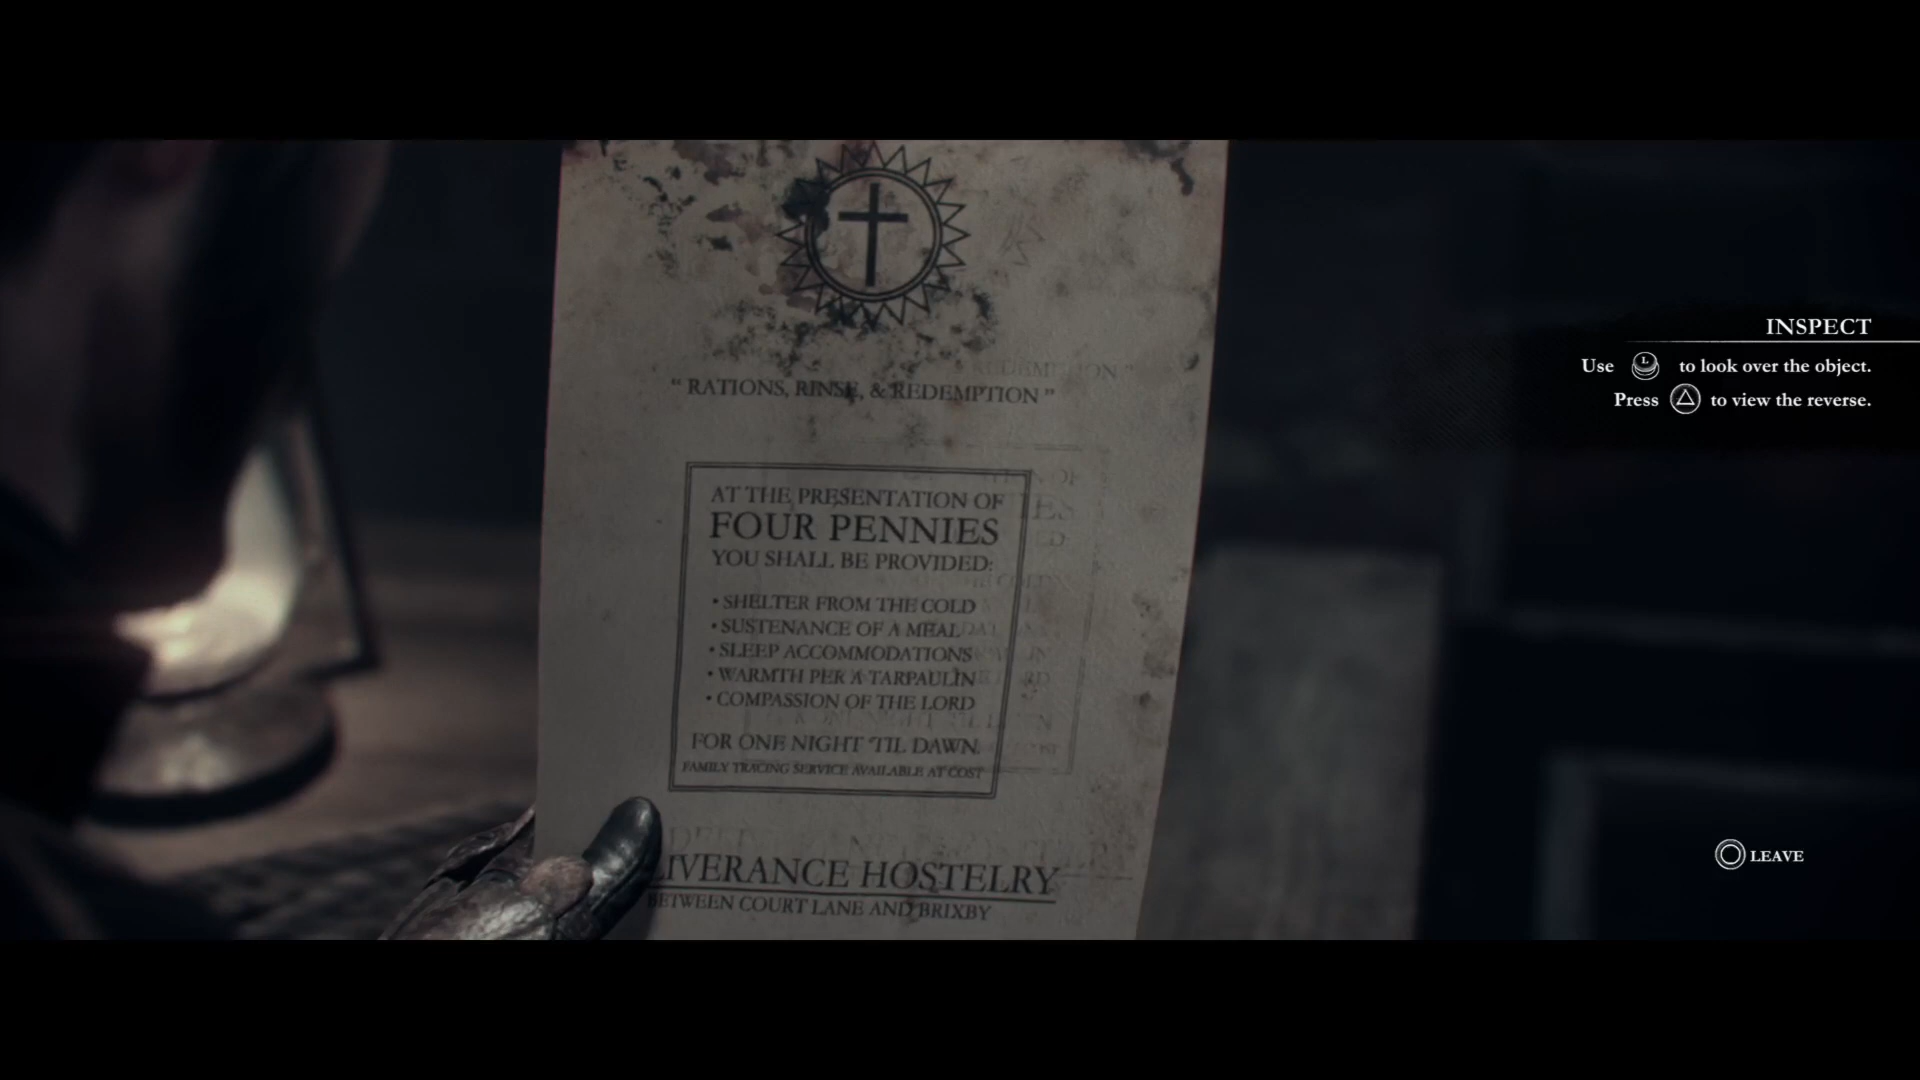 " RATIONS, RINSE, & REDEMPTION "
AT THE PRESENTATION OF
FOUR PENNIES
YOU SHALL BE PROVIDED:
• SHELTER FROM THE COLD
• SUSTENANCE OF A MEAL
• SLEEP ACCOMMODATIONS
• WARMTH PER A TARPAULIN
• COMPASSION OF THE LORD
FOR ONE NIGHT 'TIL DAWN
FAMILY TRACING SERVICE AVAILABLE AT COST
LIVERANCE HOSTELRY
BETWEEN COURT LANE AND BRIXBY
INSPECT
Use L to look over the object.
Press to view the reverse.
LEAVE